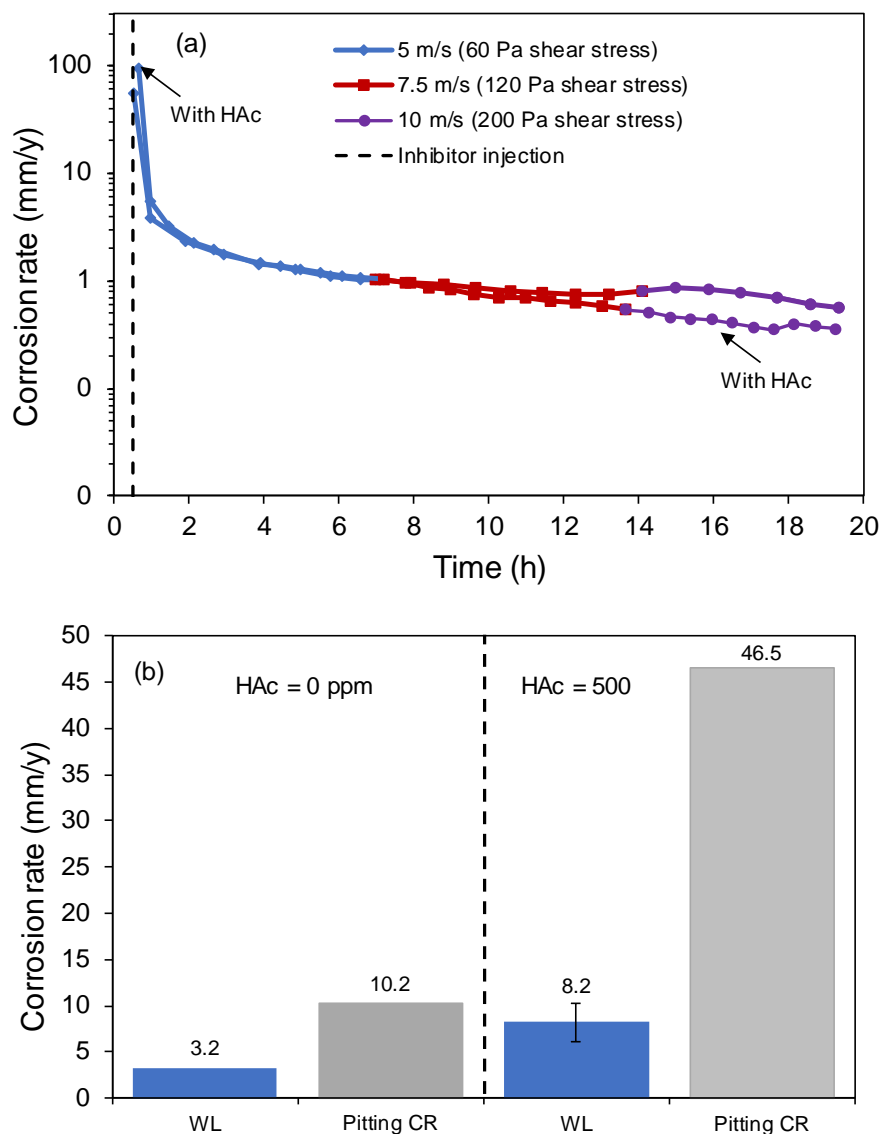 (a)
5 m/s (60 Pa shear stress)
7.5 m/s (120 Pa shear stress)
10 m/s (200 Pa shear stress)
Inhibitor injection
With HAc
With HAc
Corrosion rate (mm/y)
100
10
1
0
0
0 2 4 6 8 10 12 14 16 18 20
Time (h)
(b)
HAc = 0 ppm
HAc = 500
Corrosion rate (mm/y)
50
45
40
35
30
25
20
15
10
5
0
3.2
10.2
8.2
46.5
WL Pitting CR WL Pitting CR